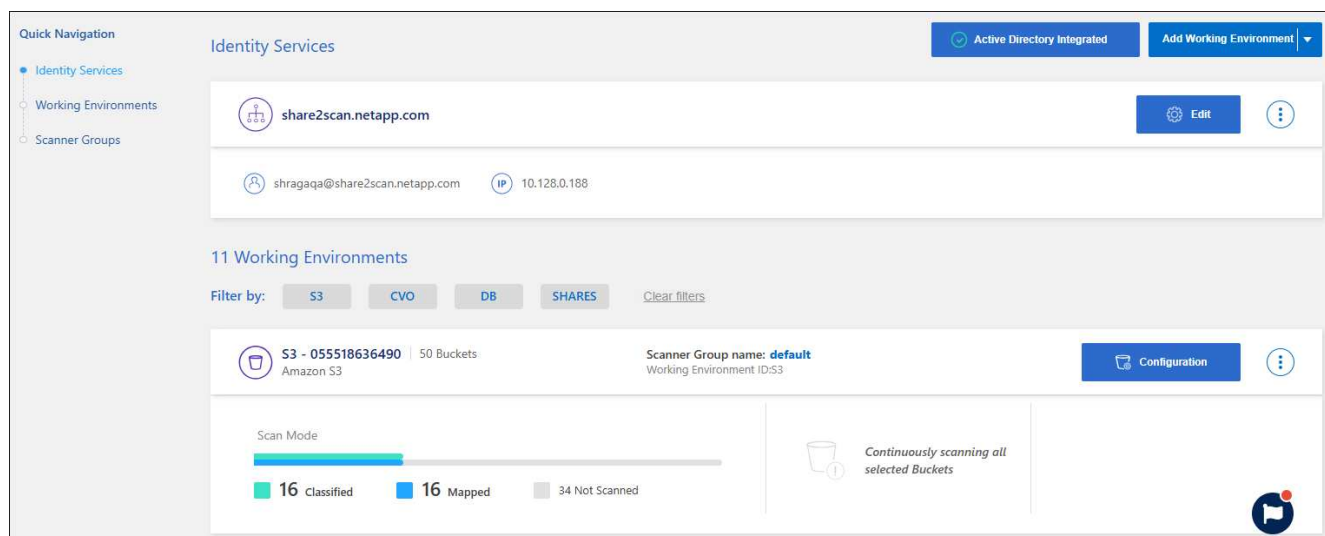 Quick Navigation
Identity Services
Working Environments
Scanner Groups
Identity Services
Active Directory Integrated
Add Working Environment
share2scan.netapp.com
Edit
shragaqa@share2scan.netapp.com
IP 10.128.0.188
11 Working Environments
Filter by: S3 CVO DB SHARES Clear filters
S3 - 055518636490 | 50 Buckets
Amazon S3
Scanner Group name: default
Working Environment ID:S3
Configuration
Scan Mode
16 Classified 16 Mapped 34 Not Scanned
Continuously scanning all
selected Buckets